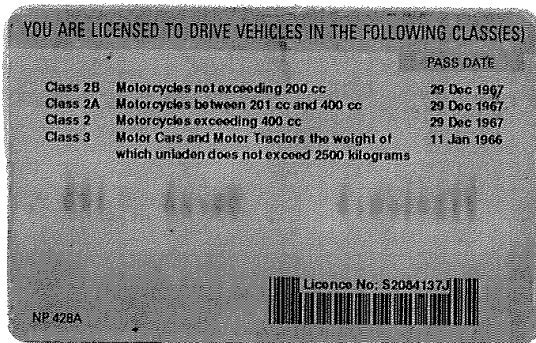 YOU ARE LICENSED TO DRIVE VEHICLES IN THE FOLLOWING CLASS(ES)
PASS DATE
Class 2B Motorcycles not exceeding 200 cc 29 Dec 1967
Class 2A Motorcycles between 201 cc and 400 cc 29 Dec 1967
Class 2 Motorcycles exceeding 400 cc 29 Dec 1967
Class 3 Motor Cars and Motor Tractors the weight of 11 Jan 1966
which unladen does not exceed 2500 kilograms
Licence No: S2084137J
NP 428A